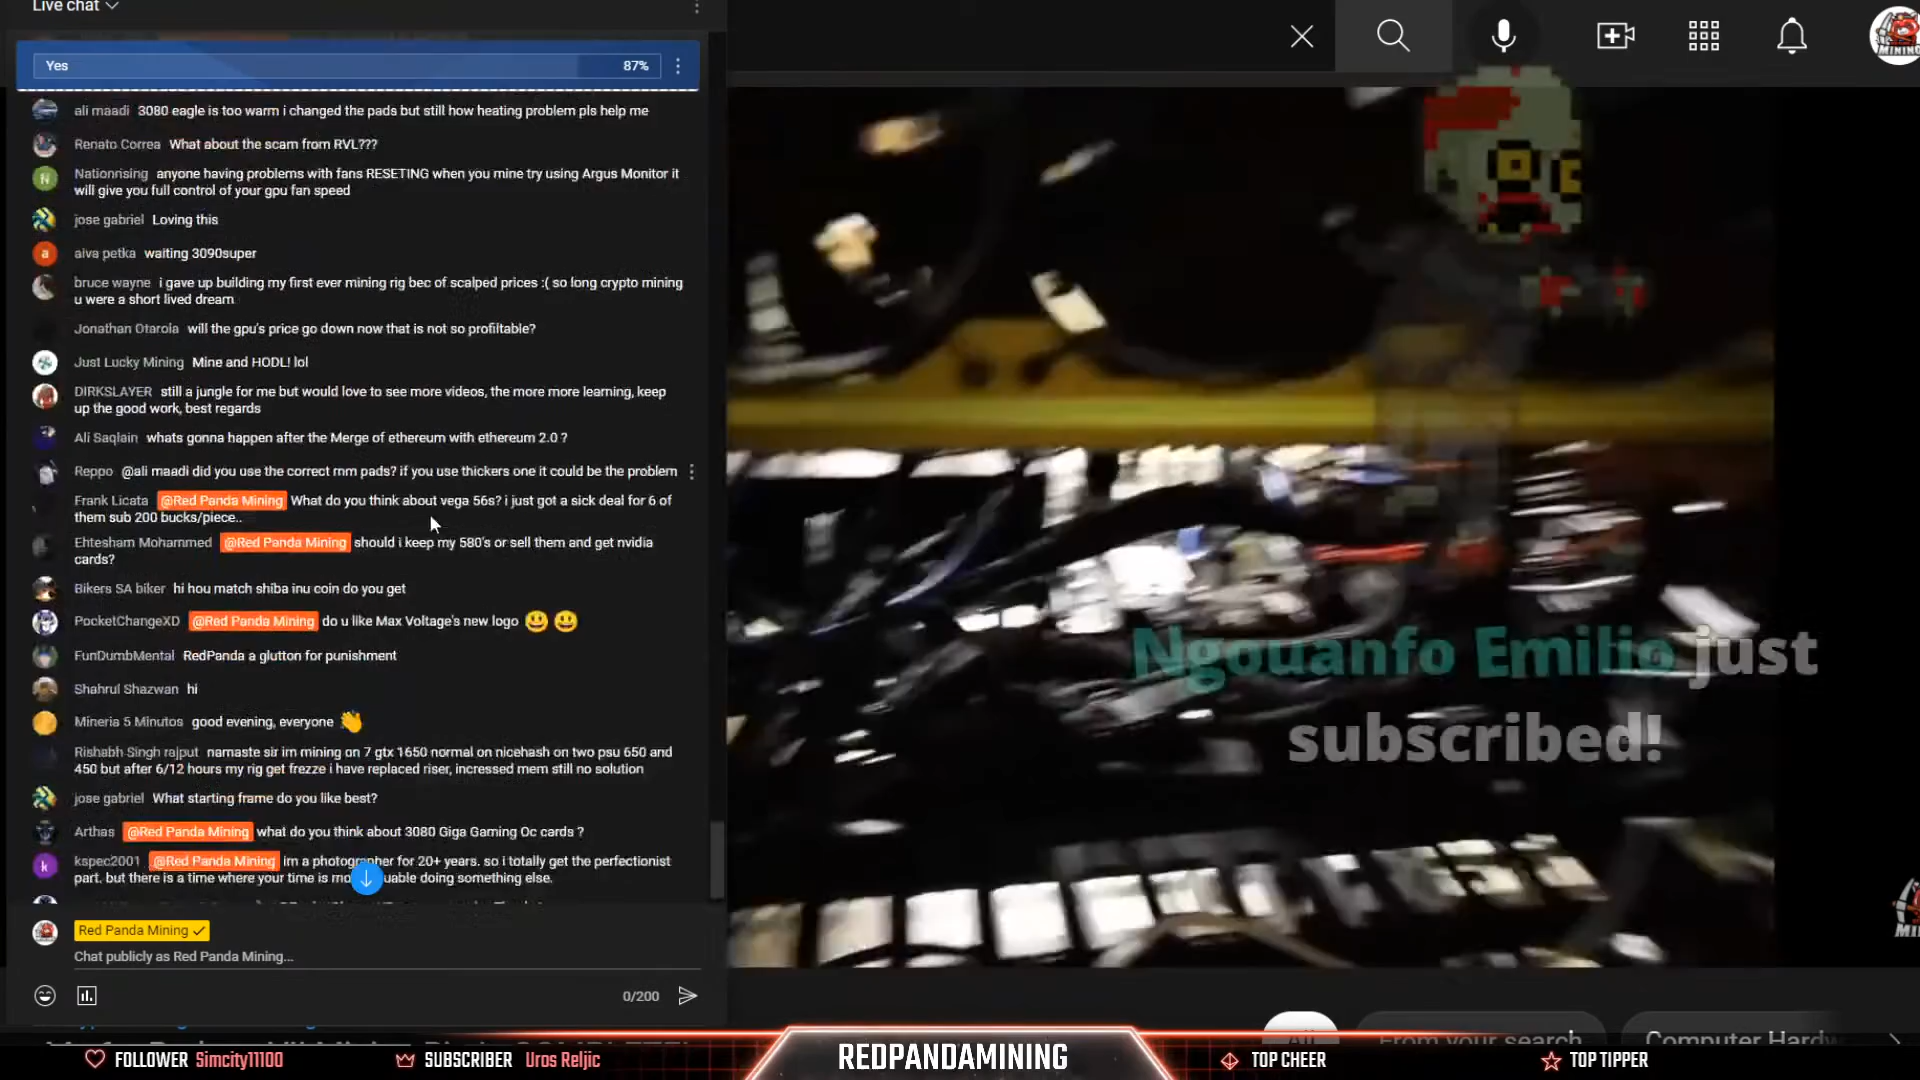 Live chat
Yes 87%
ali maadi 3080 eagle is too warm i changed the pads but still how heating problem pls help me
Renato Correa What about the scam from RVL???
Nationrising anyone having problems with fans RESETING when you mine try using Argus Monitor it
will give you full control of your gpu fan speed
jose gabriel Loving this
a
aiva petka waiting 3090super
bruce wayne i gave up building my first ever mining rig bec of scalped prices :( so long crypto mining
u were a short lived dream
Jonathan Otarola will the gpu's price go down now that is not so profiltable?
Just Lucky Mining Mine and HODL! lol
DIRKSLAYER still a jungle for me but would love to see more videos, the more more learning, keep
up the good work, best regards
Ali Saqlain whats gonna happen after the Merge of ethereum with ethereum 2.0 ?
Reppo @ali maadi did you use the correct mm pads? if you use thickers one it could be the problem
Frank Licata @Red Panda Mining What do you think about vega 56s? i just got a sick deal for 6 of
them sub 200 bucks/piece..
Ehtesham Mohammed @Red Panda Mining should i keep my 580's or sell them and get nvidia
cards?
Bikers SA biker hi hou match shiba inu coin do you get
PocketChangeXD @Red Panda Mining do u like Max Voltage's new logo
FunDumbMental RedPanda a glutton for punishment
Shahrul Shazwan hi
Mineria 5 Minutos good evening, everyone
Rishabh Singh rajput namaste sir im mining on 7 gtx 1650 normal on nicehash on two psu 650 and
450 but after 6/12 hours my rig get frezze i have replaced riser, incressed mem still no solution
jose gabriel What starting frame do you like best?
Arthas @Red Panda Mining what do you think about 3080 Giga Gaming Oc cards ?
k
kspec2001 @Red Panda Mining im a photographer for 20+ years. so i totally get the perfectionist
part. but there is a time where your time is doing something else.
Red Panda Mining
Chat publicly as Red Panda Mining...
0/200
Ngouanfo Emilio just
subscribed!
MINING
All From your search Computer Hardw
FOLLOWER Simcity11100 SUBSCRIBER Uros Reljic REDPANDAMINING TOP CHEER TOP TIPPER